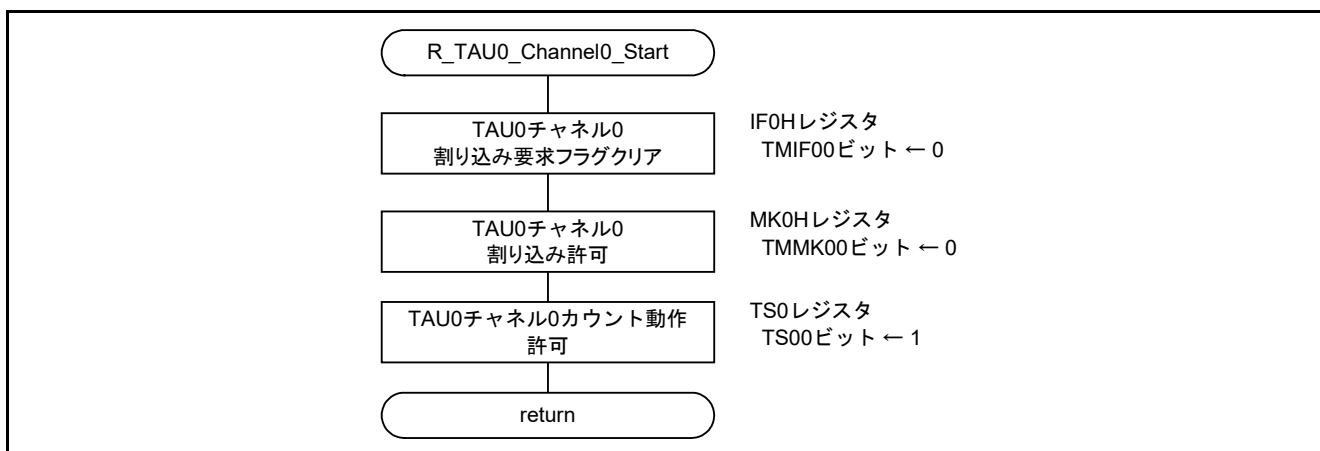 R_TAU0_Channel0_Start
TAU0チャネル0
割り込み要求フラグクリア
IF0Hレジスタ
TMIF00ビット ← 0
TAU0チャネル0
割り込み許可
MK0Hレジスタ
TMMK00ビット ← 0
TAU0チャネル0カウント動作
許可
TS0レジスタ
TS00ビット ← 1
return